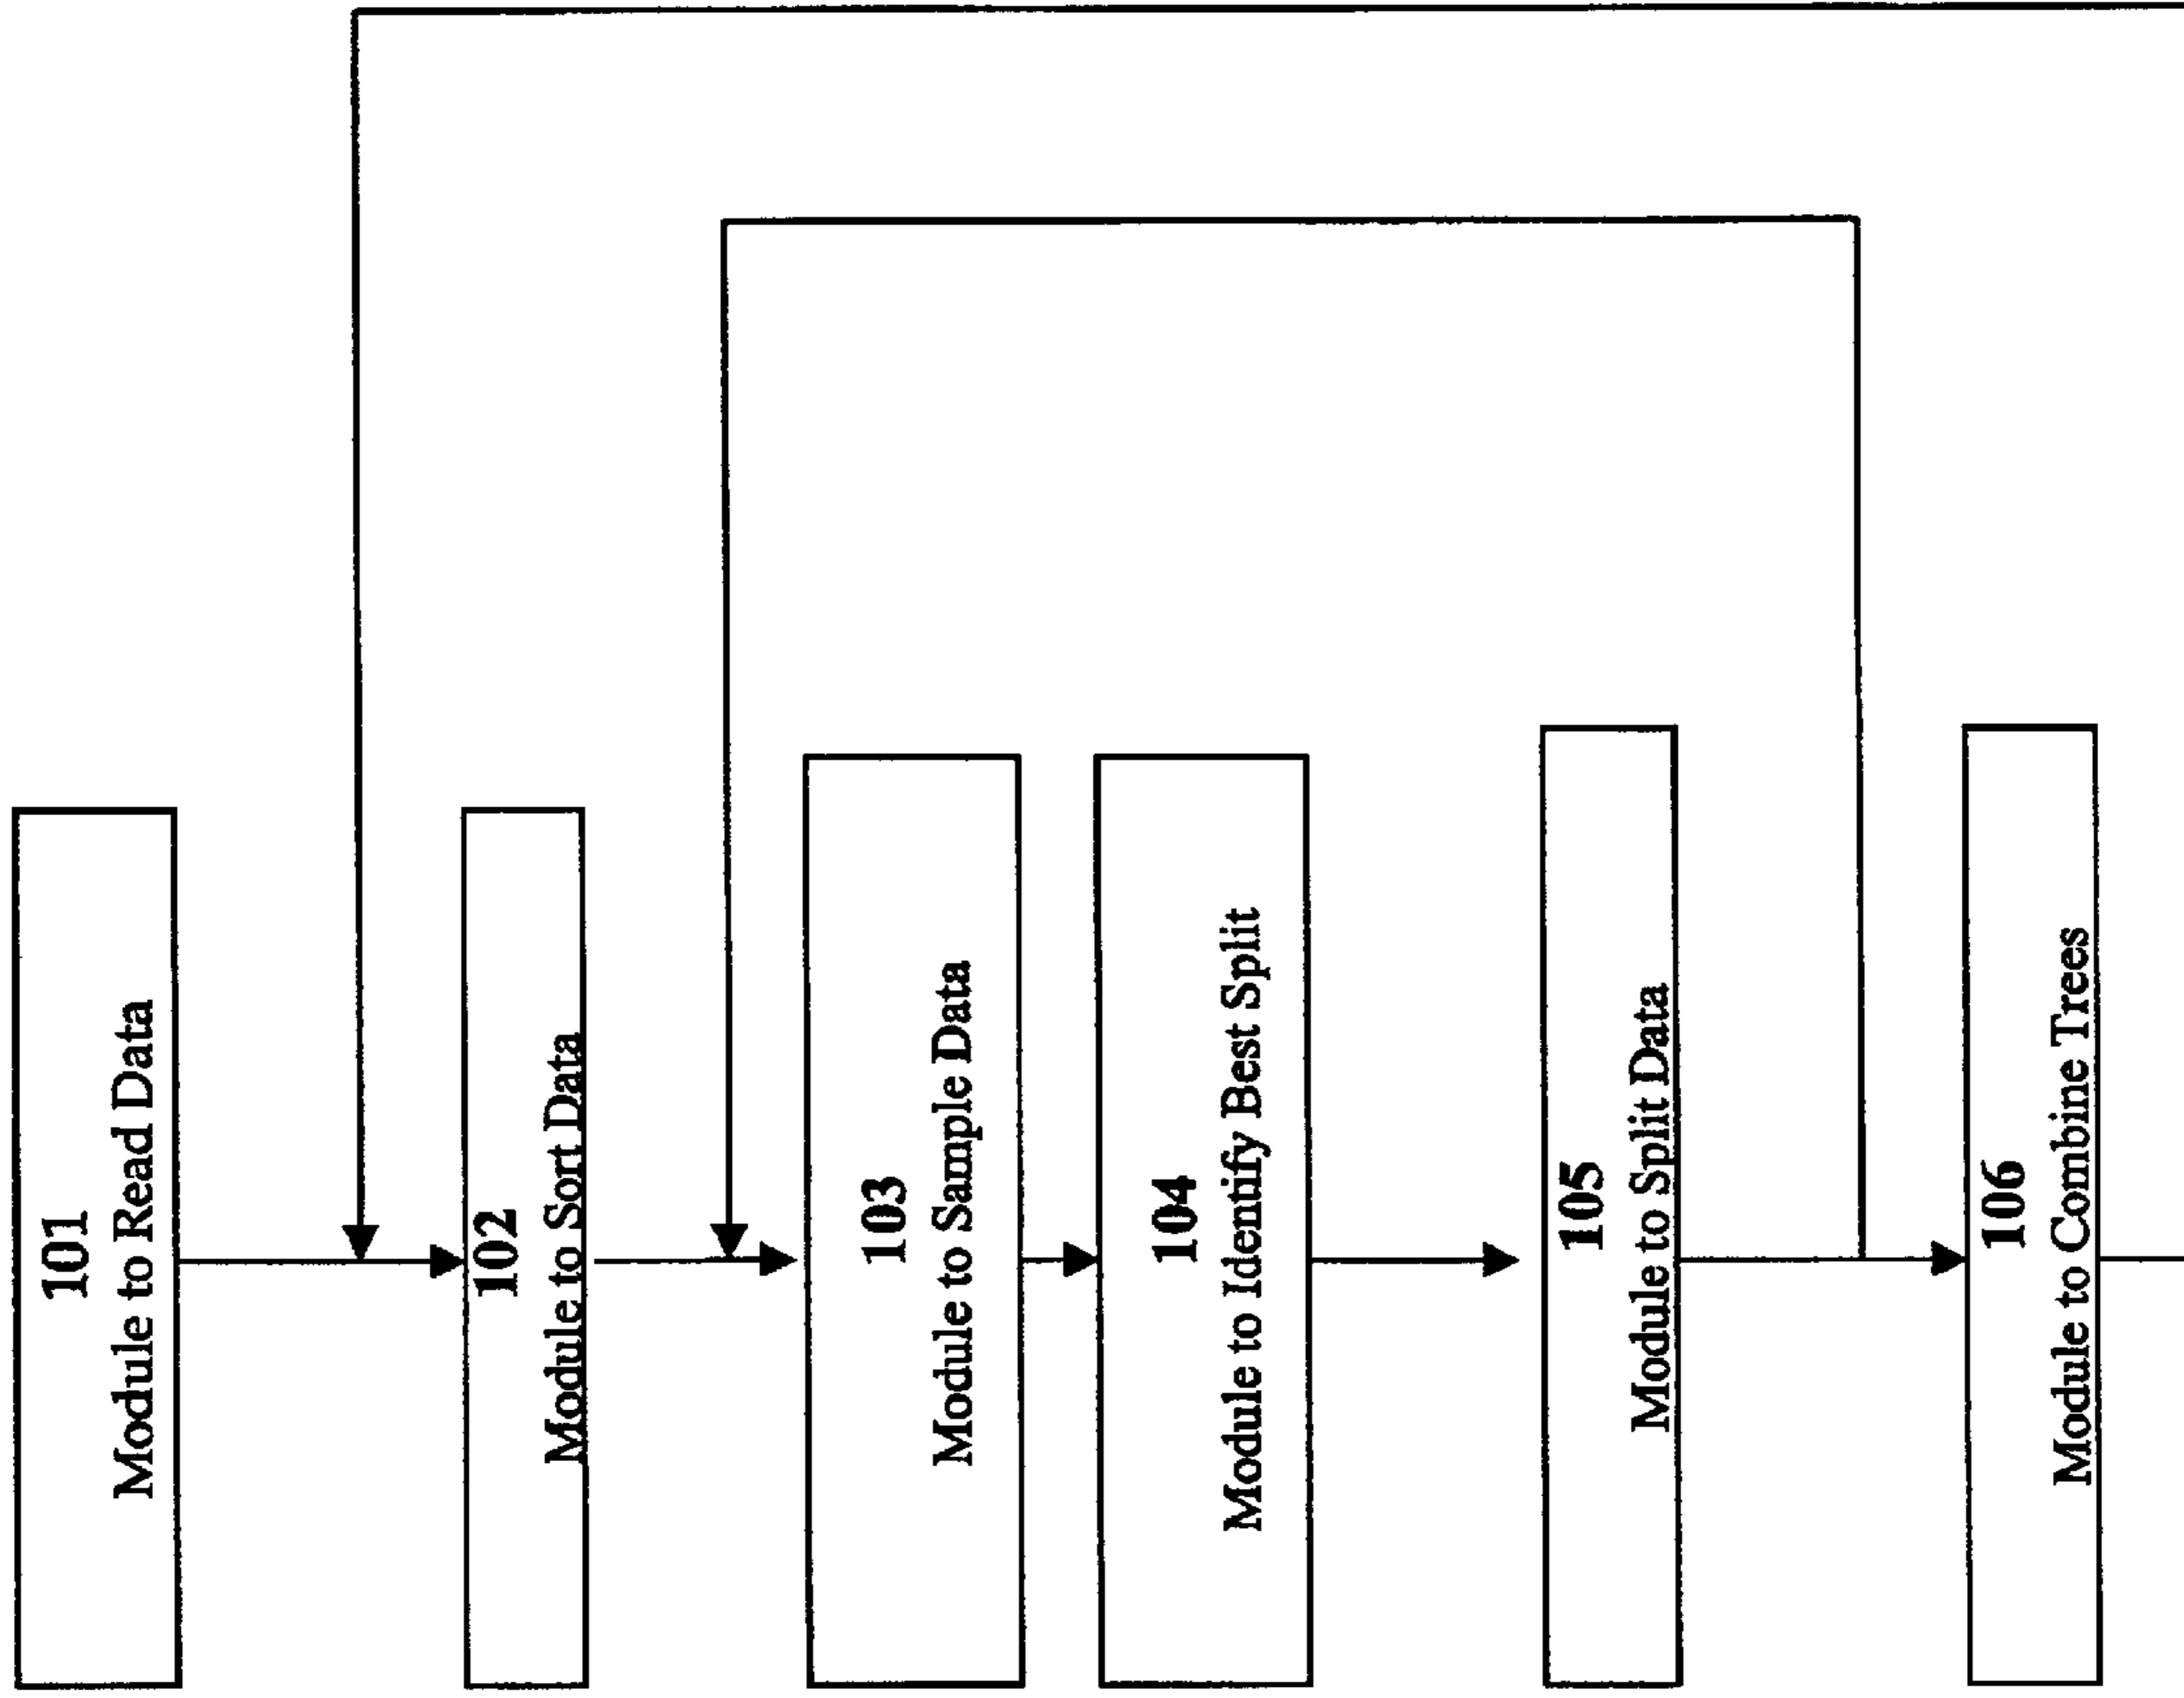 101
Module to Read Data
102
Module to Sort Data
103
Module to Sample Data
104
Module to Identify Best Split
105
Module to Split Data
106
Module to Combine Trees